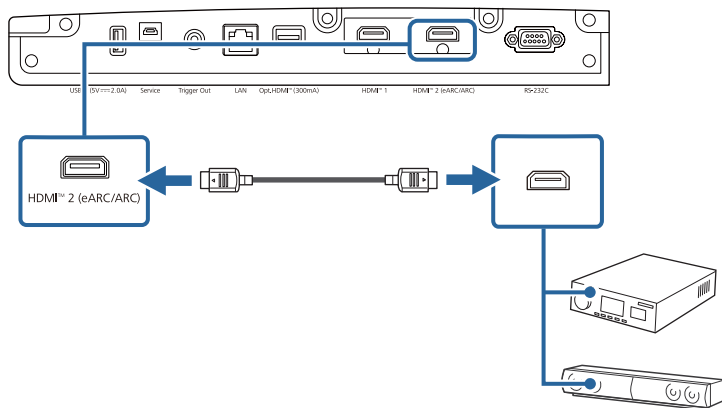 USB (5V⎓2.0A) Service Trigger Out LAN Opt.HDMI™ (300mA) HDMI™ 1 HDMI™ 2 (eARC/ARC) RS-232C
HDMI™ 2 (eARC/ARC)